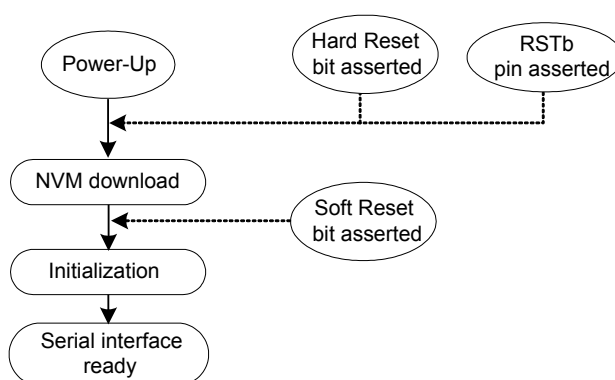 Power-Up
Hard Reset
bit asserted
RSTb
pin asserted
NVM download
Soft Reset
bit asserted
Initialization
Serial interface
ready